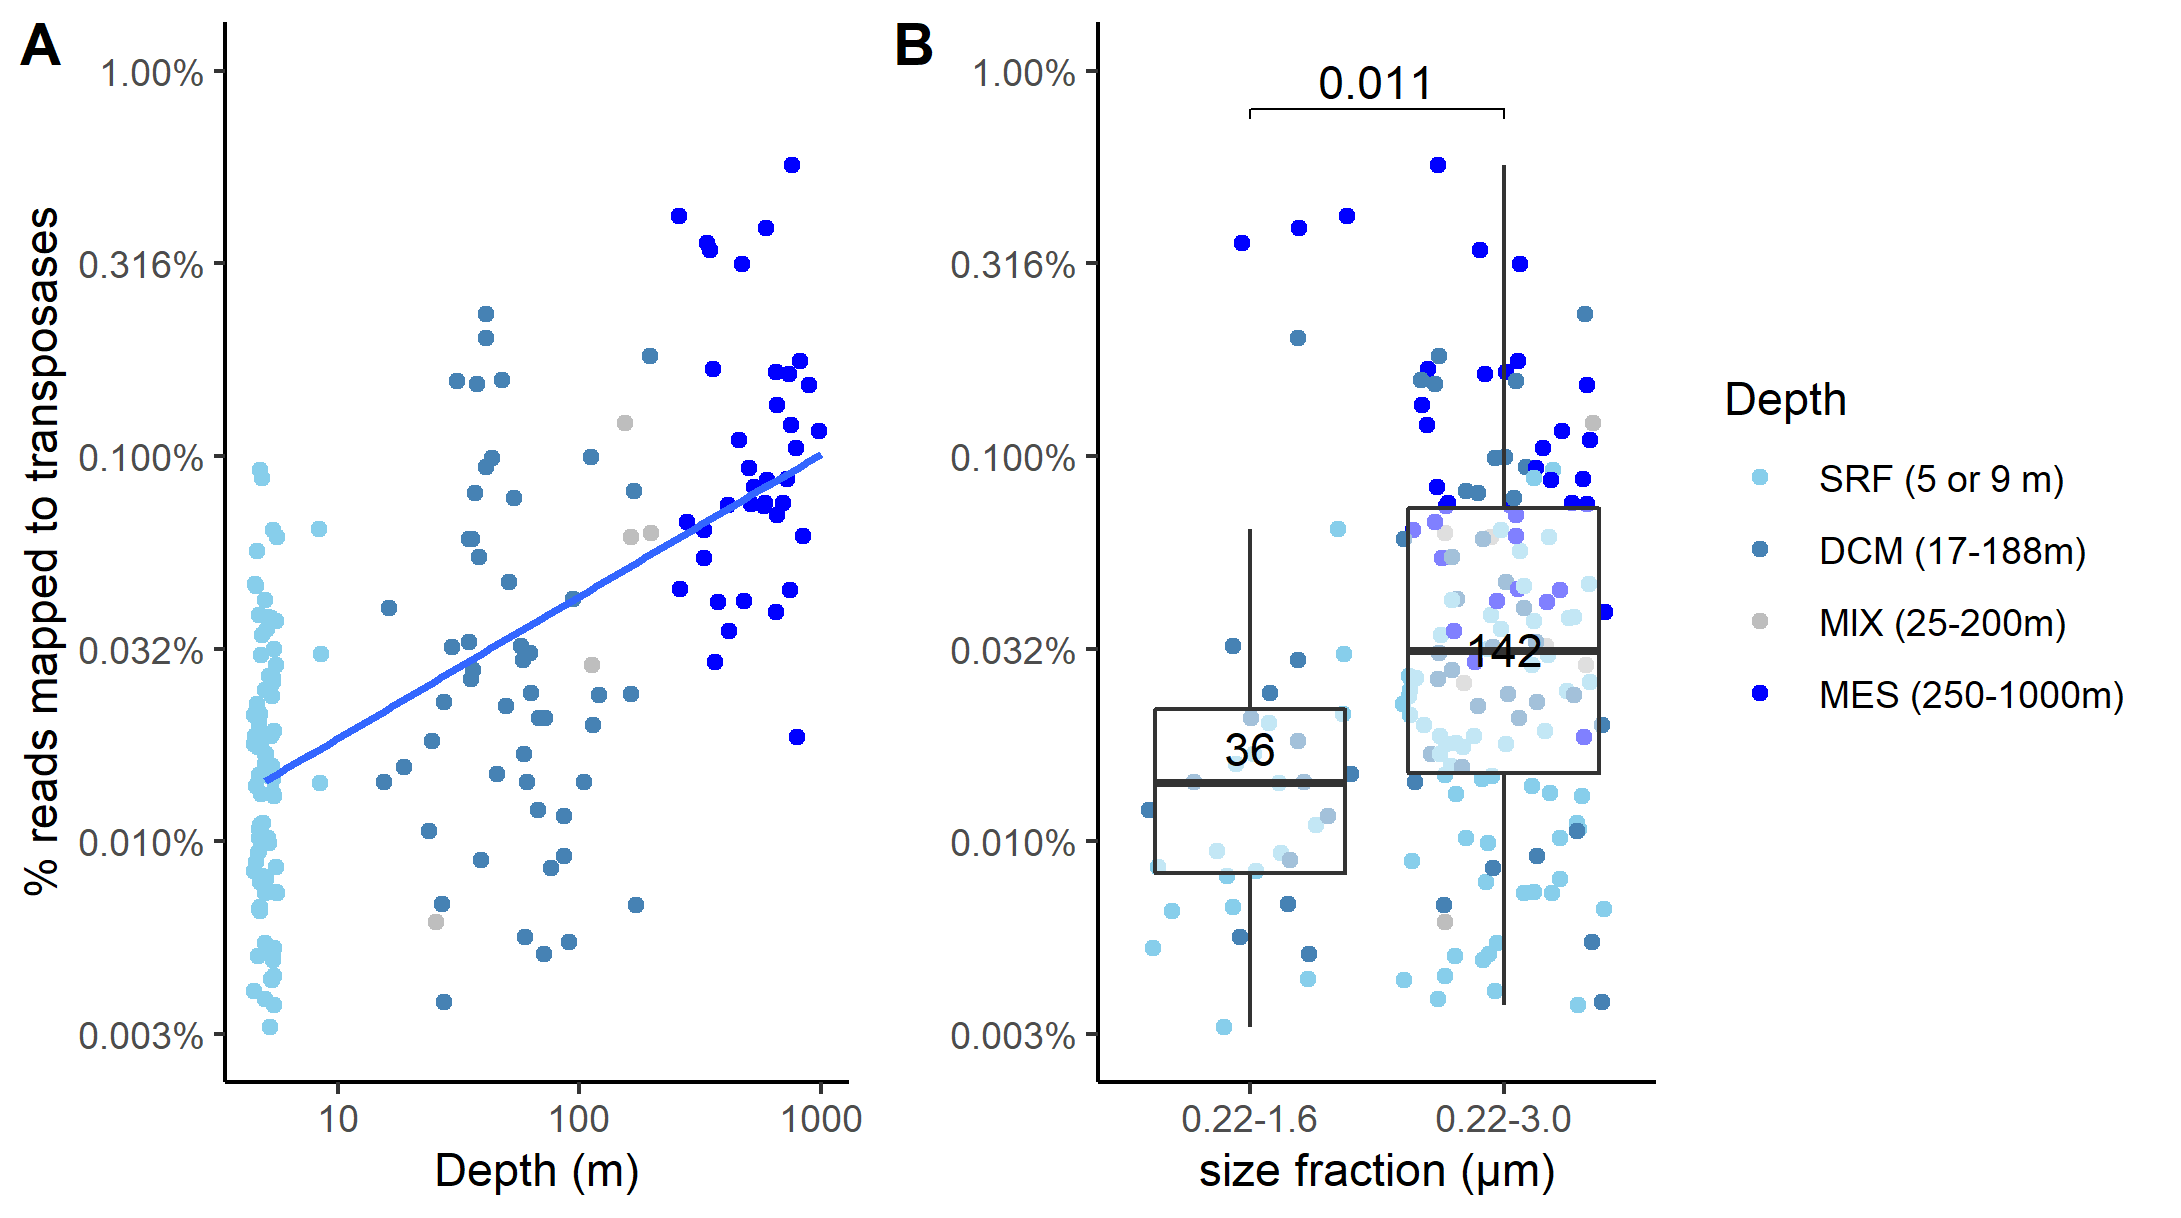 A
% reads mapped to transposases
1.00%
0.316%
0.100%
0.032%
0.010%
0.003%
10 100 1000
Depth (m)
B
1.00%
0.316%
0.100%
0.032%
0.010%
0.003%
0.011
142
36
0.22-1.6 0.22-3.0
size fraction (µm)
Depth
SRF (5 or 9 m)
DCM (17-188m)
MIX (25-200m)
MES (250-1000m)